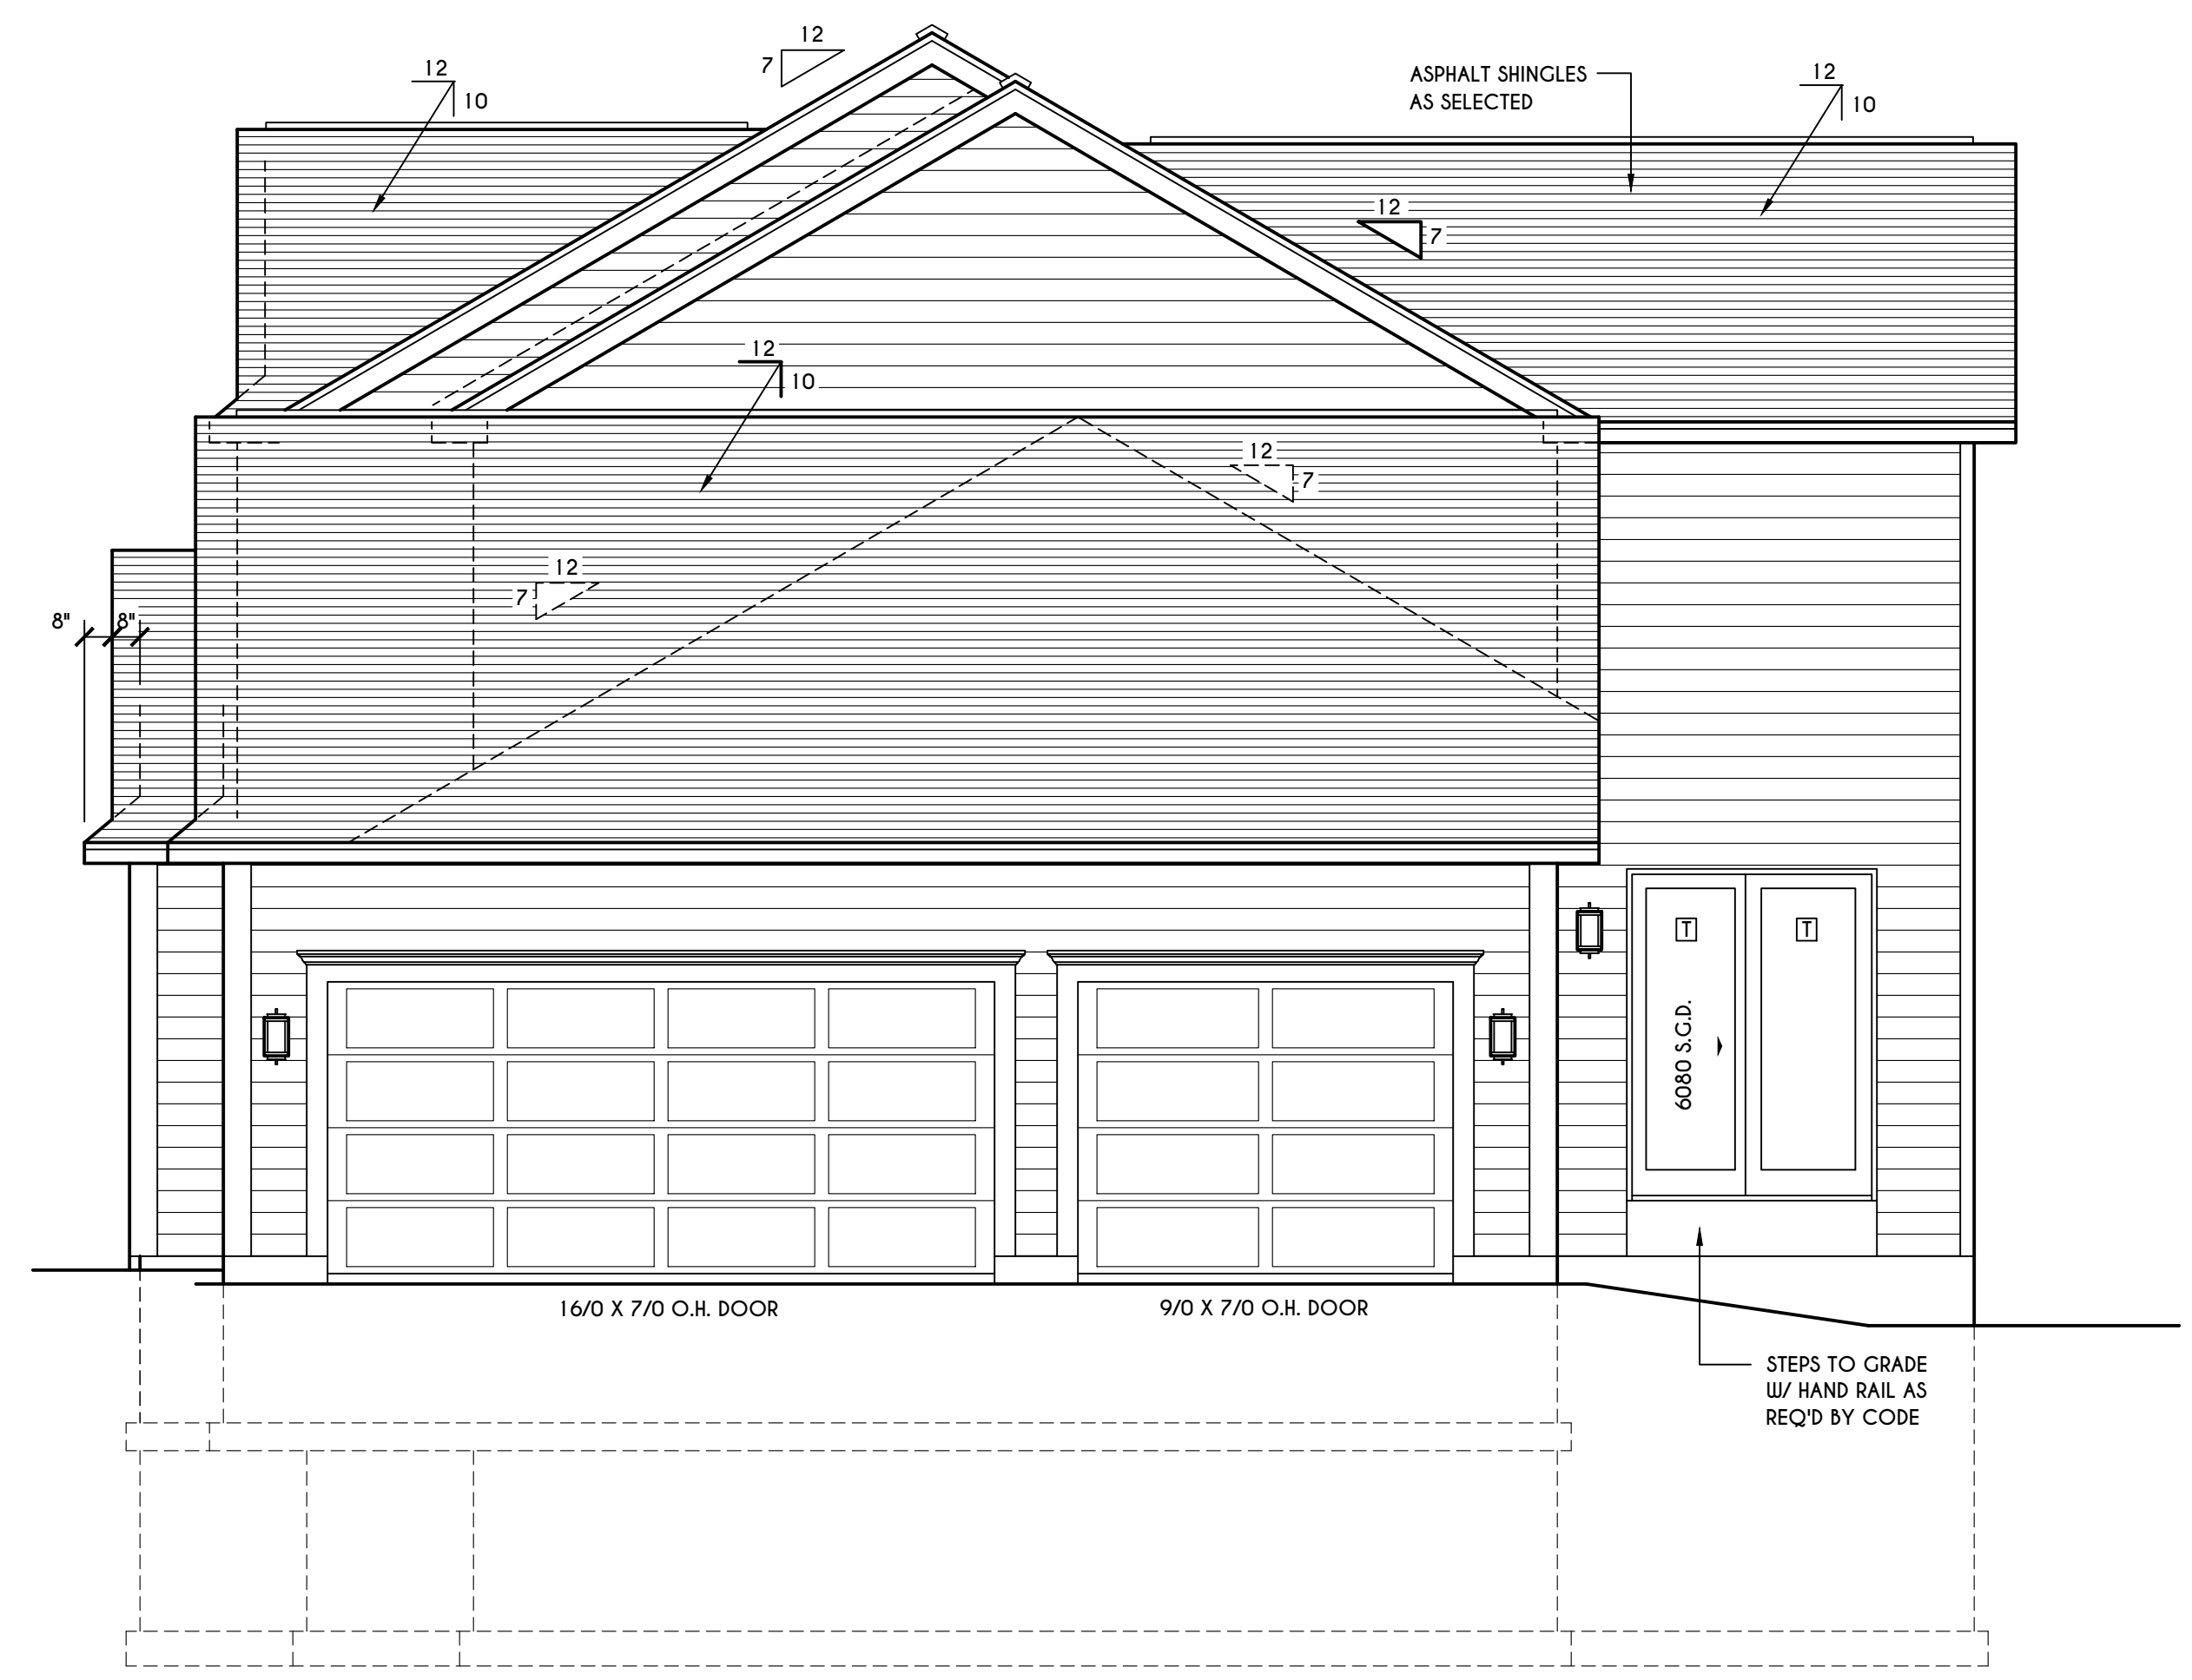 12
7
12
10
ASPHALT SHINGLES
AS SELECTED
12
10
12
7
12
10
12
7
12
7
8"
8"
T
T
6080 S.G.D.
16/0 X 7/0 O.H. DOOR
9/0 X 7/0 O.H. DOOR
STEPS TO GRADE
W/ HAND RAIL AS
REQ'D BY CODE